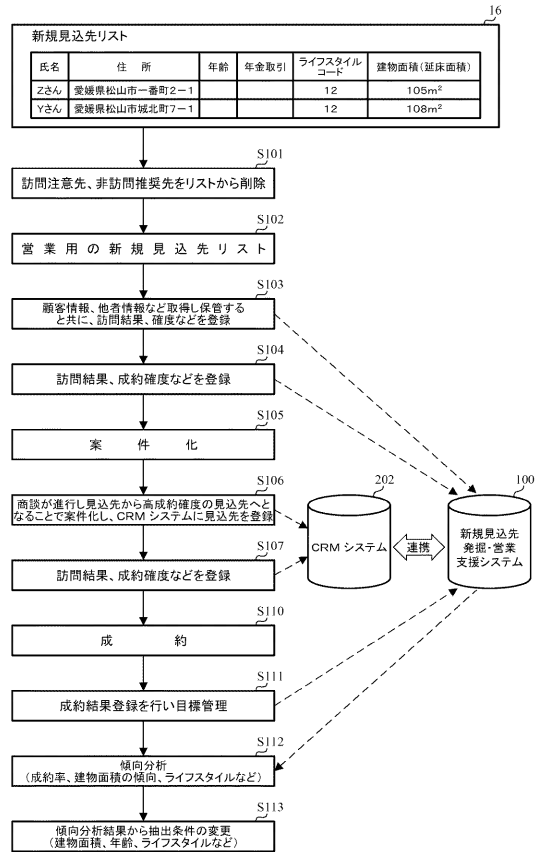 16
新規見込先リスト
氏名 住所 年齢 年金取引 ライフスタイルコード 建物面積(延床面積)
Zさん 愛媛県松山市一番町2－1 12 105m²
Yさん 愛媛県松山市城北町7－1 12 108m²
S101
訪問注意先、非訪問推奨先をリストから削除
S102
営業用の新規見込先リスト
S103
顧客情報、他者情報など取得し保管する
と共に、訪問結果、確度などを登録
S104
訪問結果、成約確度などを登録
S105
案件化
S106
商談が進行し見込先から高成約確度の見込先へと
なることで案件化し、CRMシステムに見込先を登録
202
CRMシステム
連携
100
新規見込先
発掘・営業
支援システム
S107
訪問結果、成約確度などを登録
S110
成約
S111
成約結果登録を行い目標管理
S112
傾向分析
(成約率、建物面積の傾向、ライフスタイルなど)
S113
傾向分析結果から抽出条件の変更
(建物面積、年齢、ライフスタイルなど)